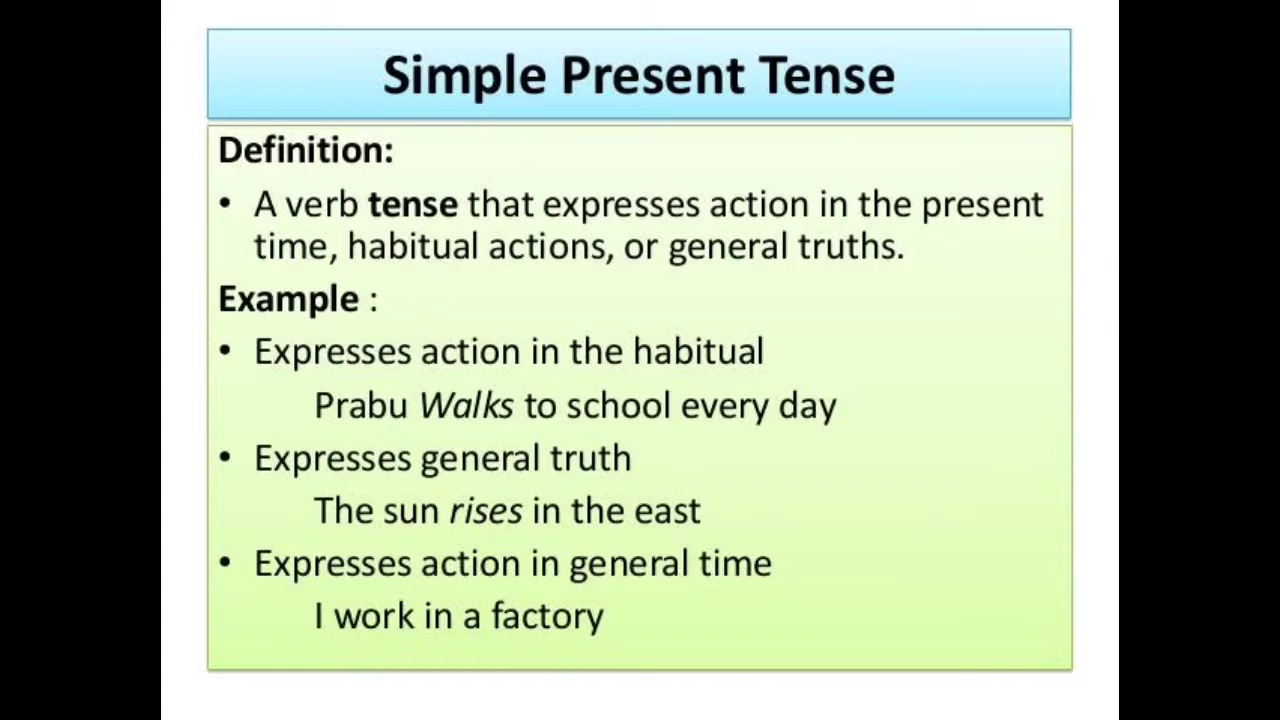 Simple Present Tense
Definition:
• A verb tense that expresses action in the present
time, habitual actions, or general truths.
Example :
• Expresses action in the habitual
Prabu Walks to school every day
• Expresses general truth
The sun rises in the east
• Expresses action in general time
I work in a factory